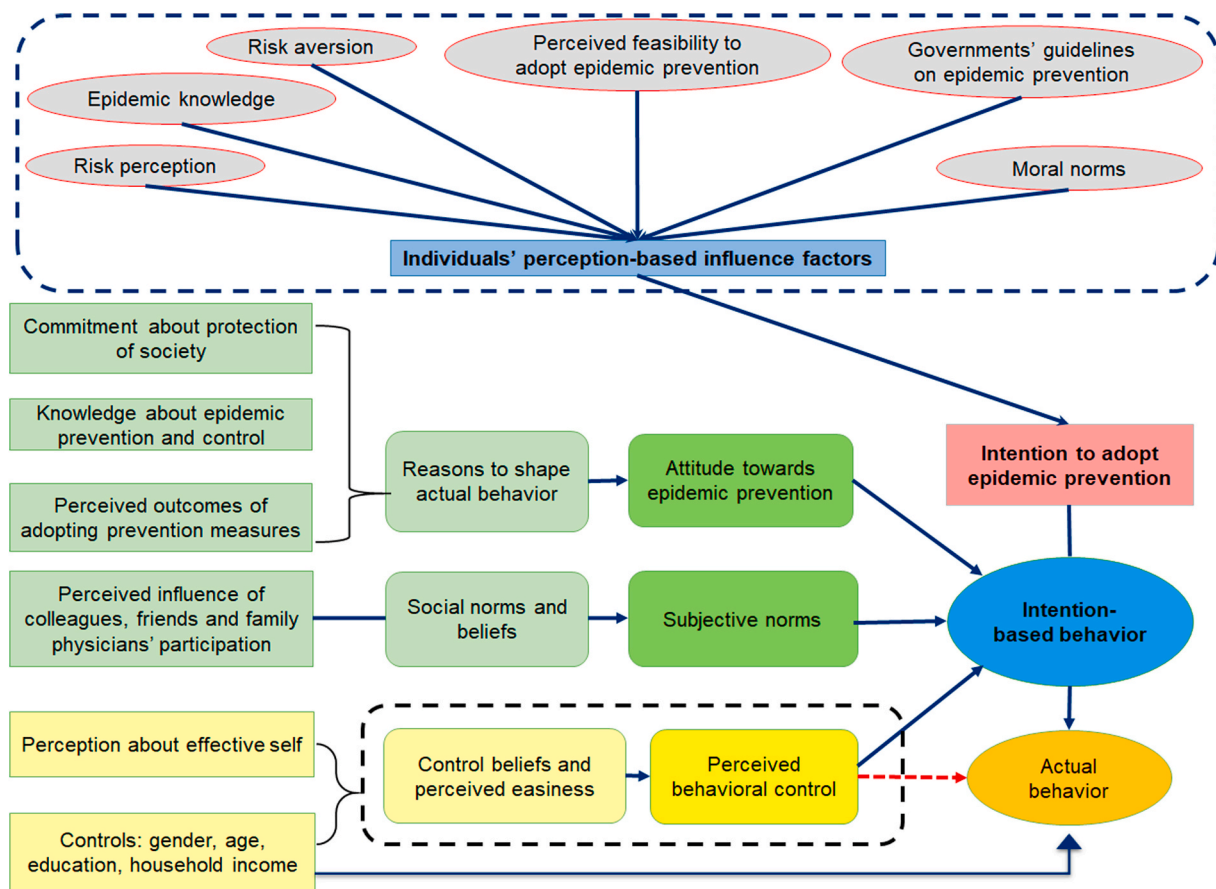 Risk aversion
Perceived feasibility to
adopt epidemic prevention
Governments’ guidelines
on epidemic prevention
Epidemic knowledge
Risk perception
Moral norms
Individuals’ perception-based influence factors
Commitment about protection
of society
Knowledge about epidemic
prevention and control
Perceived outcomes of
adopting prevention measures
Reasons to shape
actual behavior
Attitude towards
epidemic prevention
Intention to adopt
epidemic prevention
Perceived influence of
colleagues, friends and family
physicians’ participation
Social norms and
beliefs
Subjective norms
Intention-
based behavior
Perception about effective self
Controls: gender, age,
education, household income
Control beliefs and
perceived easiness
Perceived
behavioral control
Actual
behavior